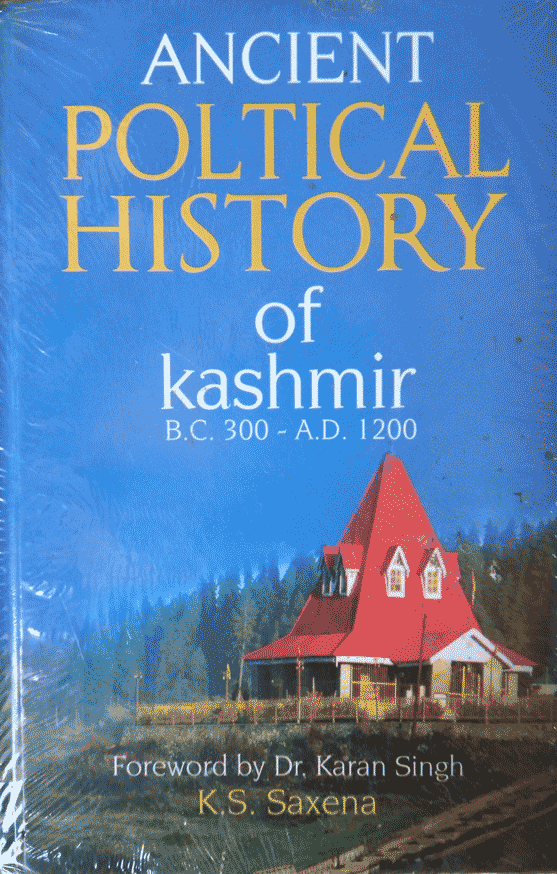 ANCIENT
POLTICAL
HISTORY
of
kashmir
B.C. 300 - A.D. 1200
Foreword by Dr. Karan Singh
K.S. Saxena